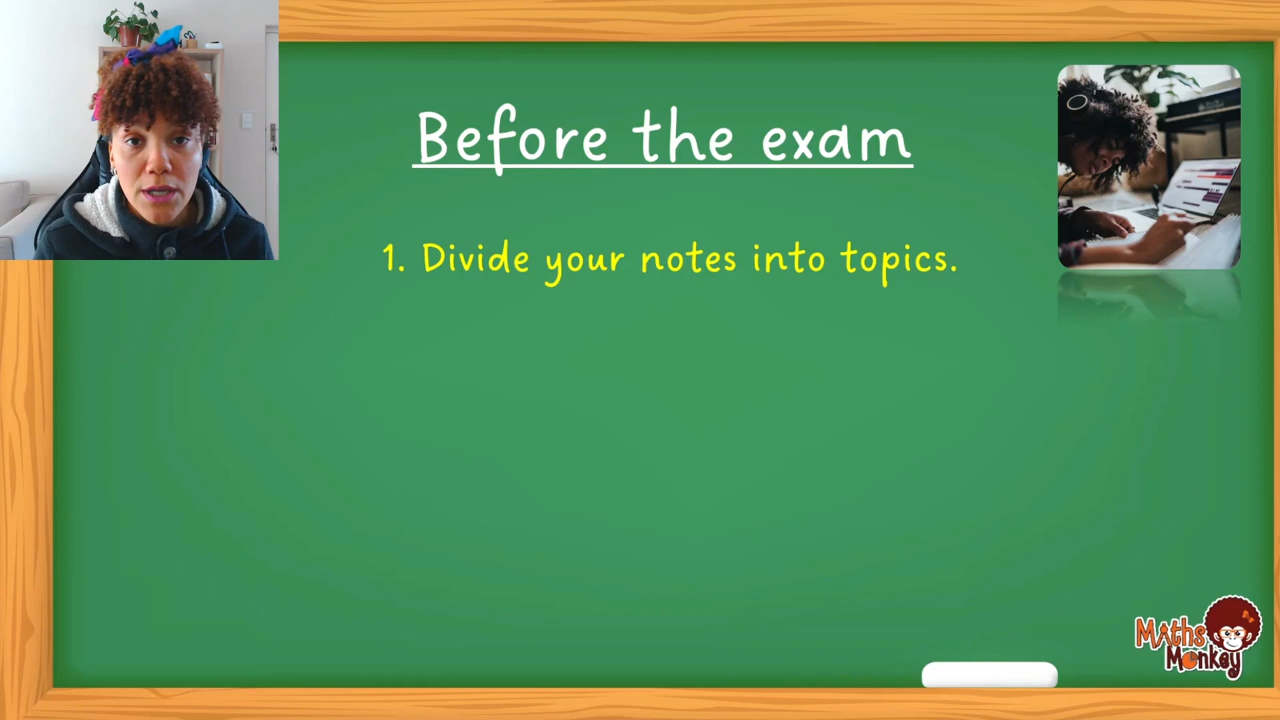 Before the exam
1. Divide your notes into topics.
Maths
Monkey